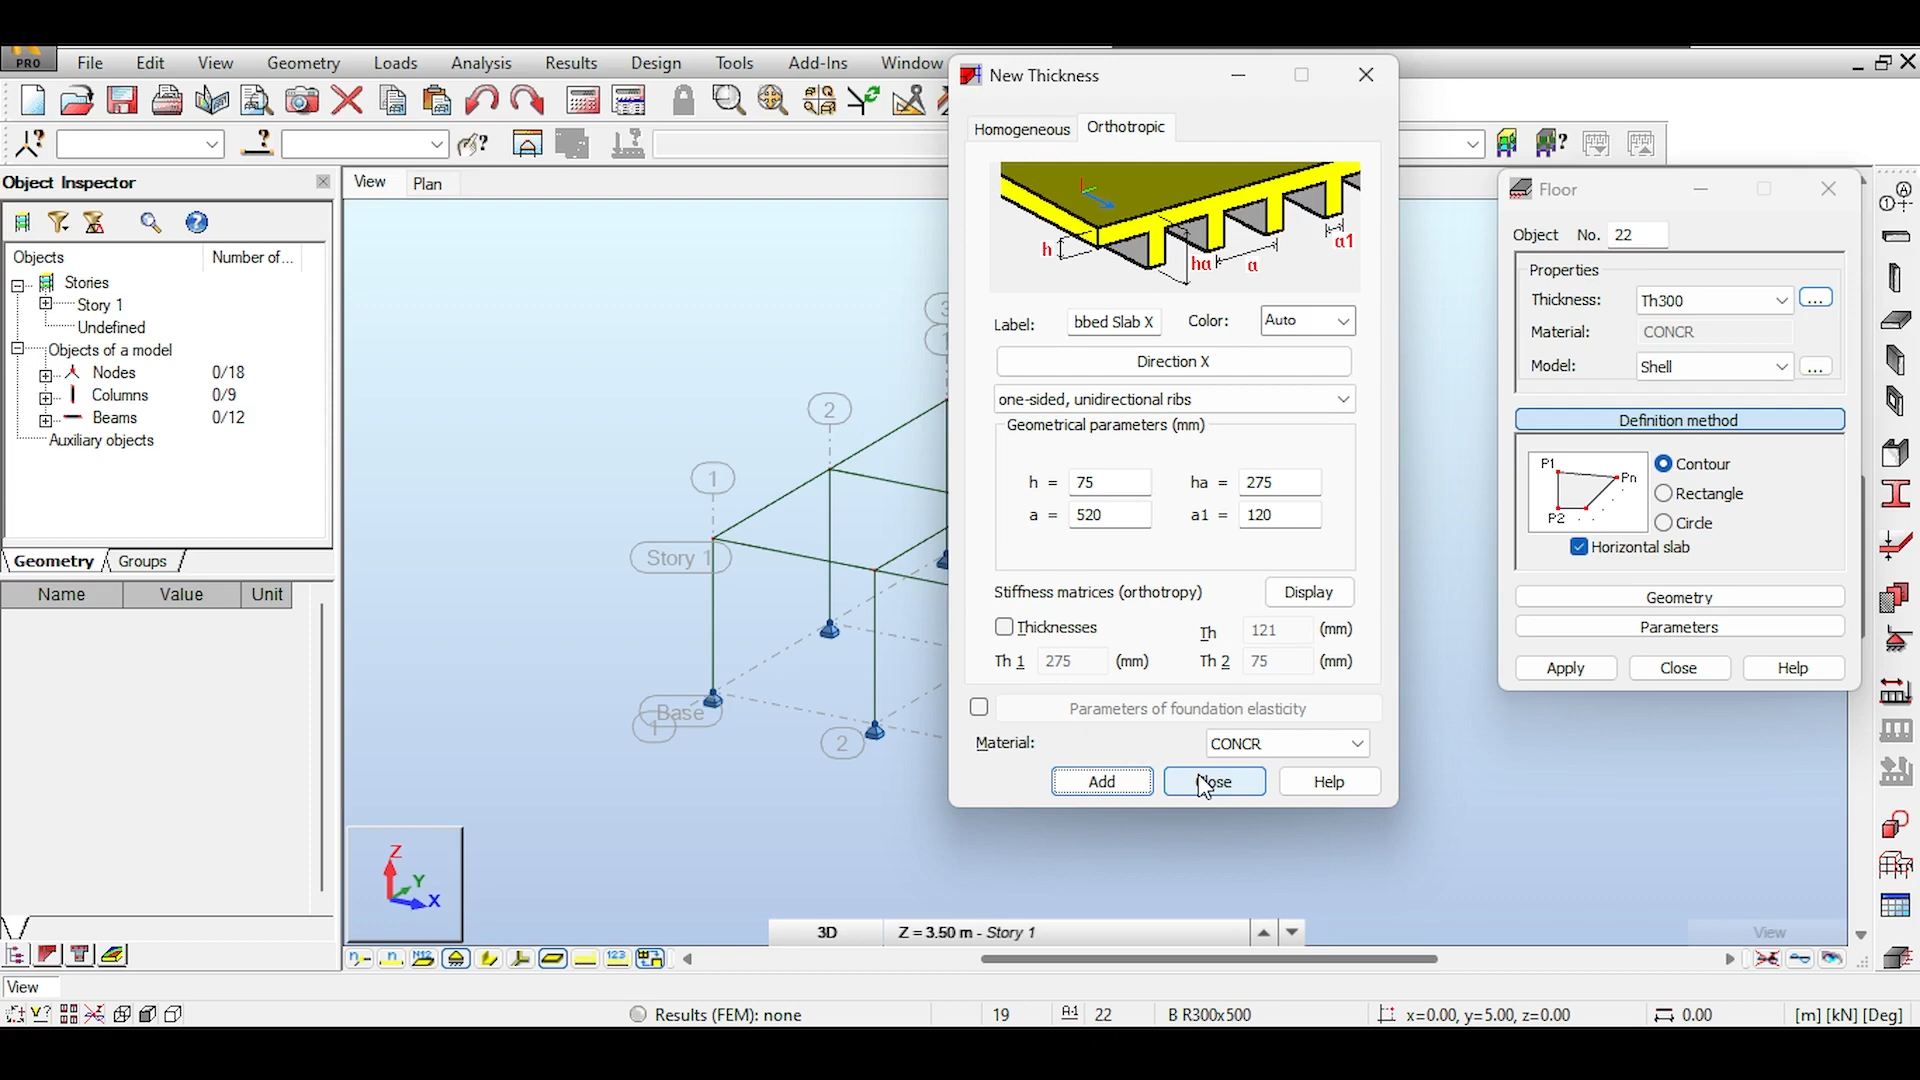 PRO
File Edit View Geometry Loads Analysis Results Design Tools Add-Ins Window
New Thickness
Homogeneous Orthotropic
h
ha
a
a1
Label: bbed Slab X Color: Auto
Direction X
one-sided, unidirectional ribs
Geometrical parameters (mm)
h = 75 ha = 275
a = 520 a1 = 120
Stiffness matrices (orthotropy) Display
Thicknesses Th 121 (mm)
Th 1 275 (mm) Th 2 75 (mm)
Parameters of foundation elasticity
Material: CONCR
Add Close Help
Object Inspector
Objects Number of...
Stories
Story 1
Undefined
Objects of a model
Nodes 0/18
Columns 0/9
Beams 0/12
Auxiliary objects
Geometry Groups
Name Value Unit
View Plan
3
1
2
1
Story 1
Base
1
2
Z
Y
X
3D Z = 3.50 m - Story 1
View
Floor
Object No. 22
Properties
Thickness: Th300 ...
Material: CONCR
Model: Shell ...
Definition method
P1
Pn
P2
Contour
Rectangle
Circle
Horizontal slab
Geometry
Parameters
Apply Close Help
View
Results (FEM): none 19 22 B R300x500 x=0.00, y=5.00, z=0.00 0.00 [m] [kN] [Deg]